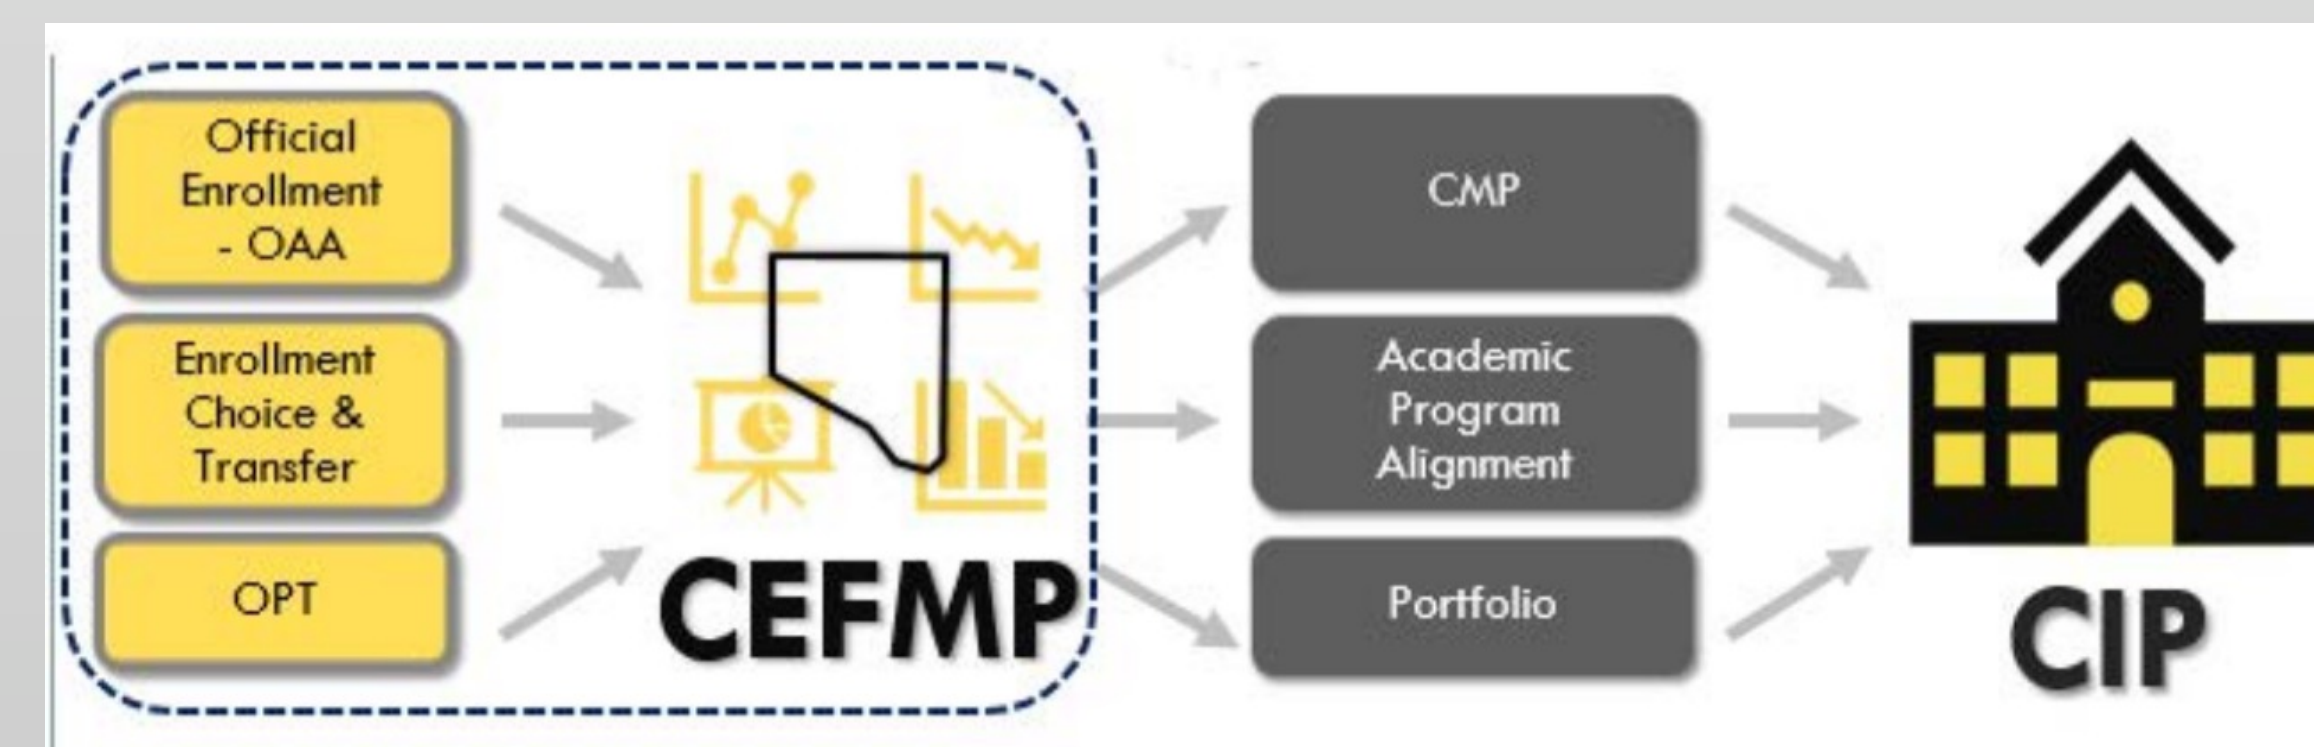 Official
Enrollment
- OAA
Enrollment
Choice &
Transfer
OPT
CEFMP
CMP
Academic
Program
Alignment
Portfolio
CIP